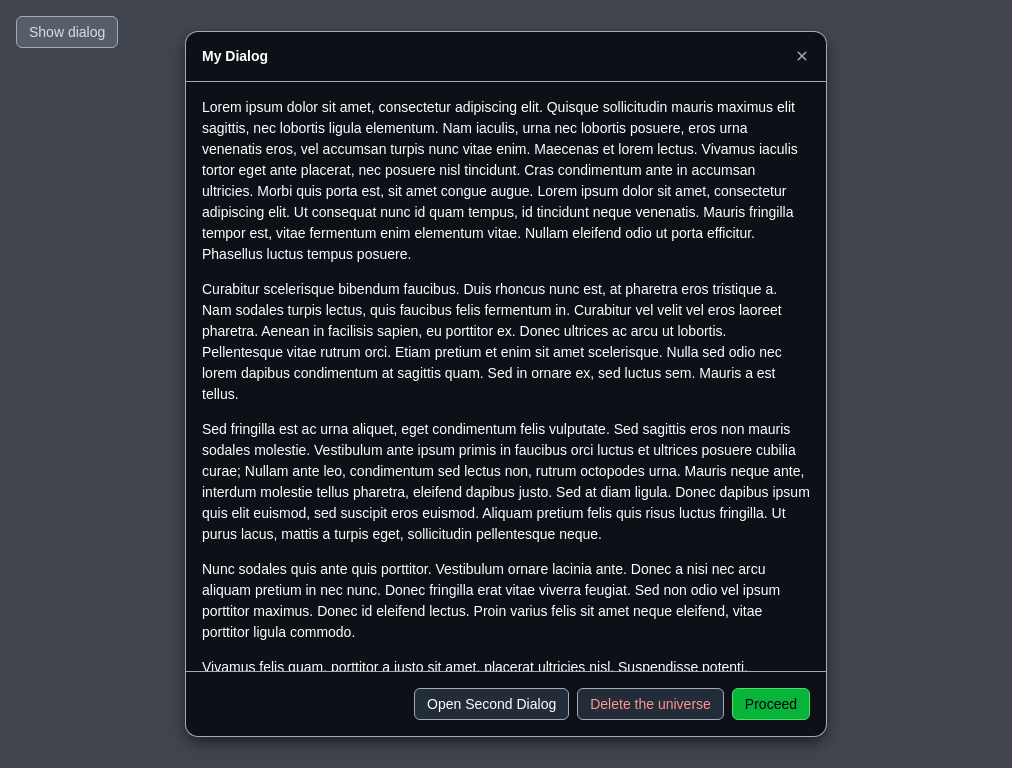 Show dialog
My Dialog
Lorem ipsum dolor sit amet, consectetur adipiscing elit. Quisque sollicitudin mauris maximus elit
sagittis, nec lobortis ligula elementum. Nam iaculis, urna nec lobortis posuere, eros urna
venenatis eros, vel accumsan turpis nunc vitae enim. Maecenas et lorem lectus. Vivamus iaculis
tortor eget ante placerat, nec posuere nisl tincidunt. Cras condimentum ante in accumsan
ultricies. Morbi quis porta est, sit amet congue augue. Lorem ipsum dolor sit amet, consectetur
adipiscing elit. Ut consequat nunc id quam tempus, id tincidunt neque venenatis. Mauris fringilla
tempor est, vitae fermentum enim elementum vitae. Nullam eleifend odio ut porta efficitur.
Phasellus luctus tempus posuere.
Curabitur scelerisque bibendum faucibus. Duis rhoncus nunc est, at pharetra eros tristique a.
Nam sodales turpis lectus, quis faucibus felis fermentum in. Curabitur vel velit vel eros laoreet
pharetra. Aenean in facilisis sapien, eu porttitor ex. Donec ultrices ac arcu ut lobortis.
Pellentesque vitae rutrum orci. Etiam pretium et enim sit amet scelerisque. Nulla sed odio nec
lorem dapibus condimentum at sagittis quam. Sed in ornare ex, sed luctus sem. Mauris a est
tellus.
Sed fringilla est ac urna aliquet, eget condimentum felis vulputate. Sed sagittis eros non mauris
sodales molestie. Vestibulum ante ipsum primis in faucibus orci luctus et ultrices posuere cubilia
curae; Nullam ante leo, condimentum sed lectus non, rutrum octopodes urna. Mauris neque ante,
interdum molestie tellus pharetra, eleifend dapibus justo. Sed at diam ligula. Donec dapibus ipsum
quis elit euismod, sed suscipit eros euismod. Aliquam pretium felis quis risus luctus fringilla. Ut
purus lacus, mattis a turpis eget, sollicitudin pellentesque neque.
Nunc sodales quis ante quis porttitor. Vestibulum ornare lacinia ante. Donec a nisi nec arcu
aliquam pretium in nec nunc. Donec fringilla erat vitae viverra feugiat. Sed non odio vel ipsum
porttitor maximus. Donec id eleifend lectus. Proin varius felis sit amet neque eleifend, vitae
porttitor ligula commodo.
Vivamus felis quam, porttitor a justo sit amet, placerat ultricies nisl. Suspendisse potenti.
Open Second Dialog
Delete the universe
Proceed